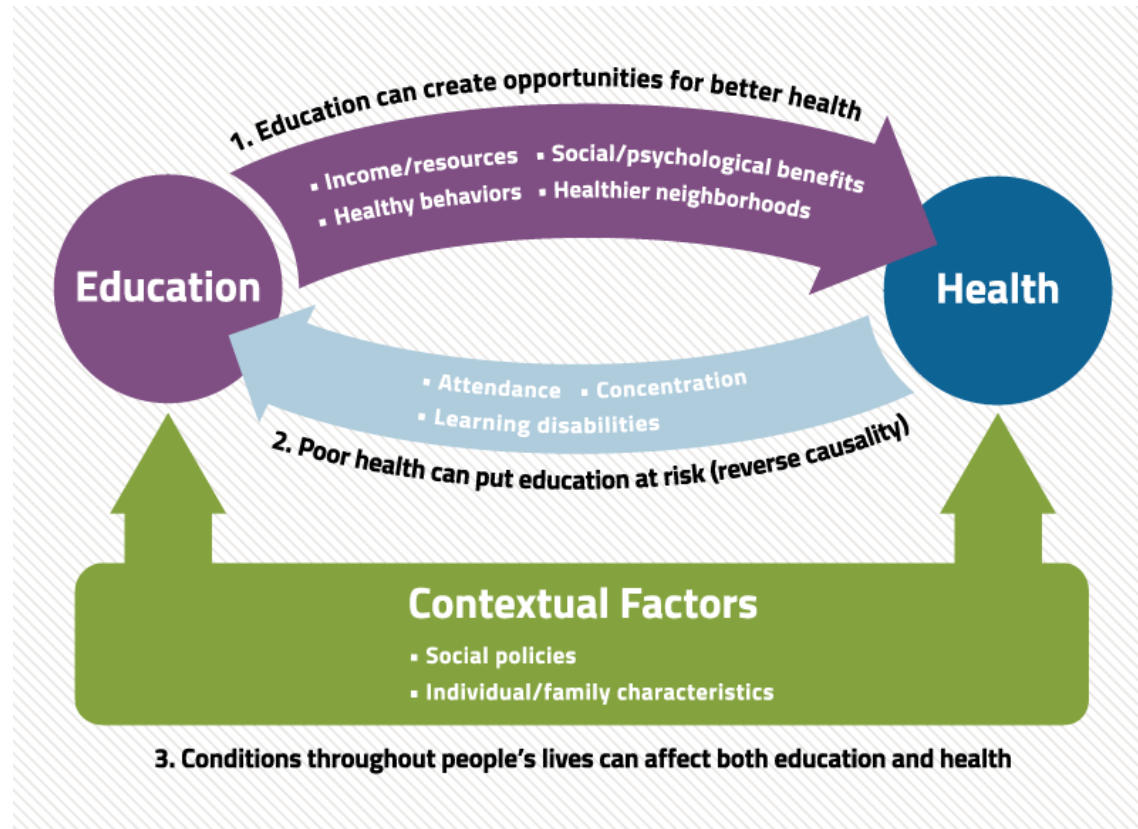 1. Education can create opportunities for better health
▪ Income/resources ▪ Social/psychological benefits
▪ Healthy behaviors ▪ Healthier neighborhoods
Education
Health
▪ Attendance ▪ Concentration
▪ Learning disabilities
2. Poor health can put education at risk (reverse causality)
Contextual Factors
▪ Social policies
▪ Individual/family characteristics
3. Conditions throughout people’s lives can affect both education and health